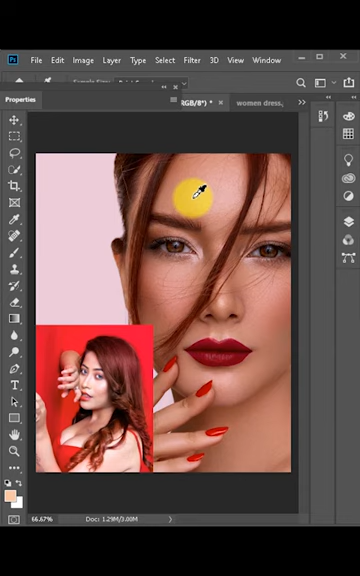 Ps File Edit Image Layer Type Select Filter 3D View Window
Properties
RGB/8*) * × women dress.
T
66.67% Doc: 1.29M/3.00M